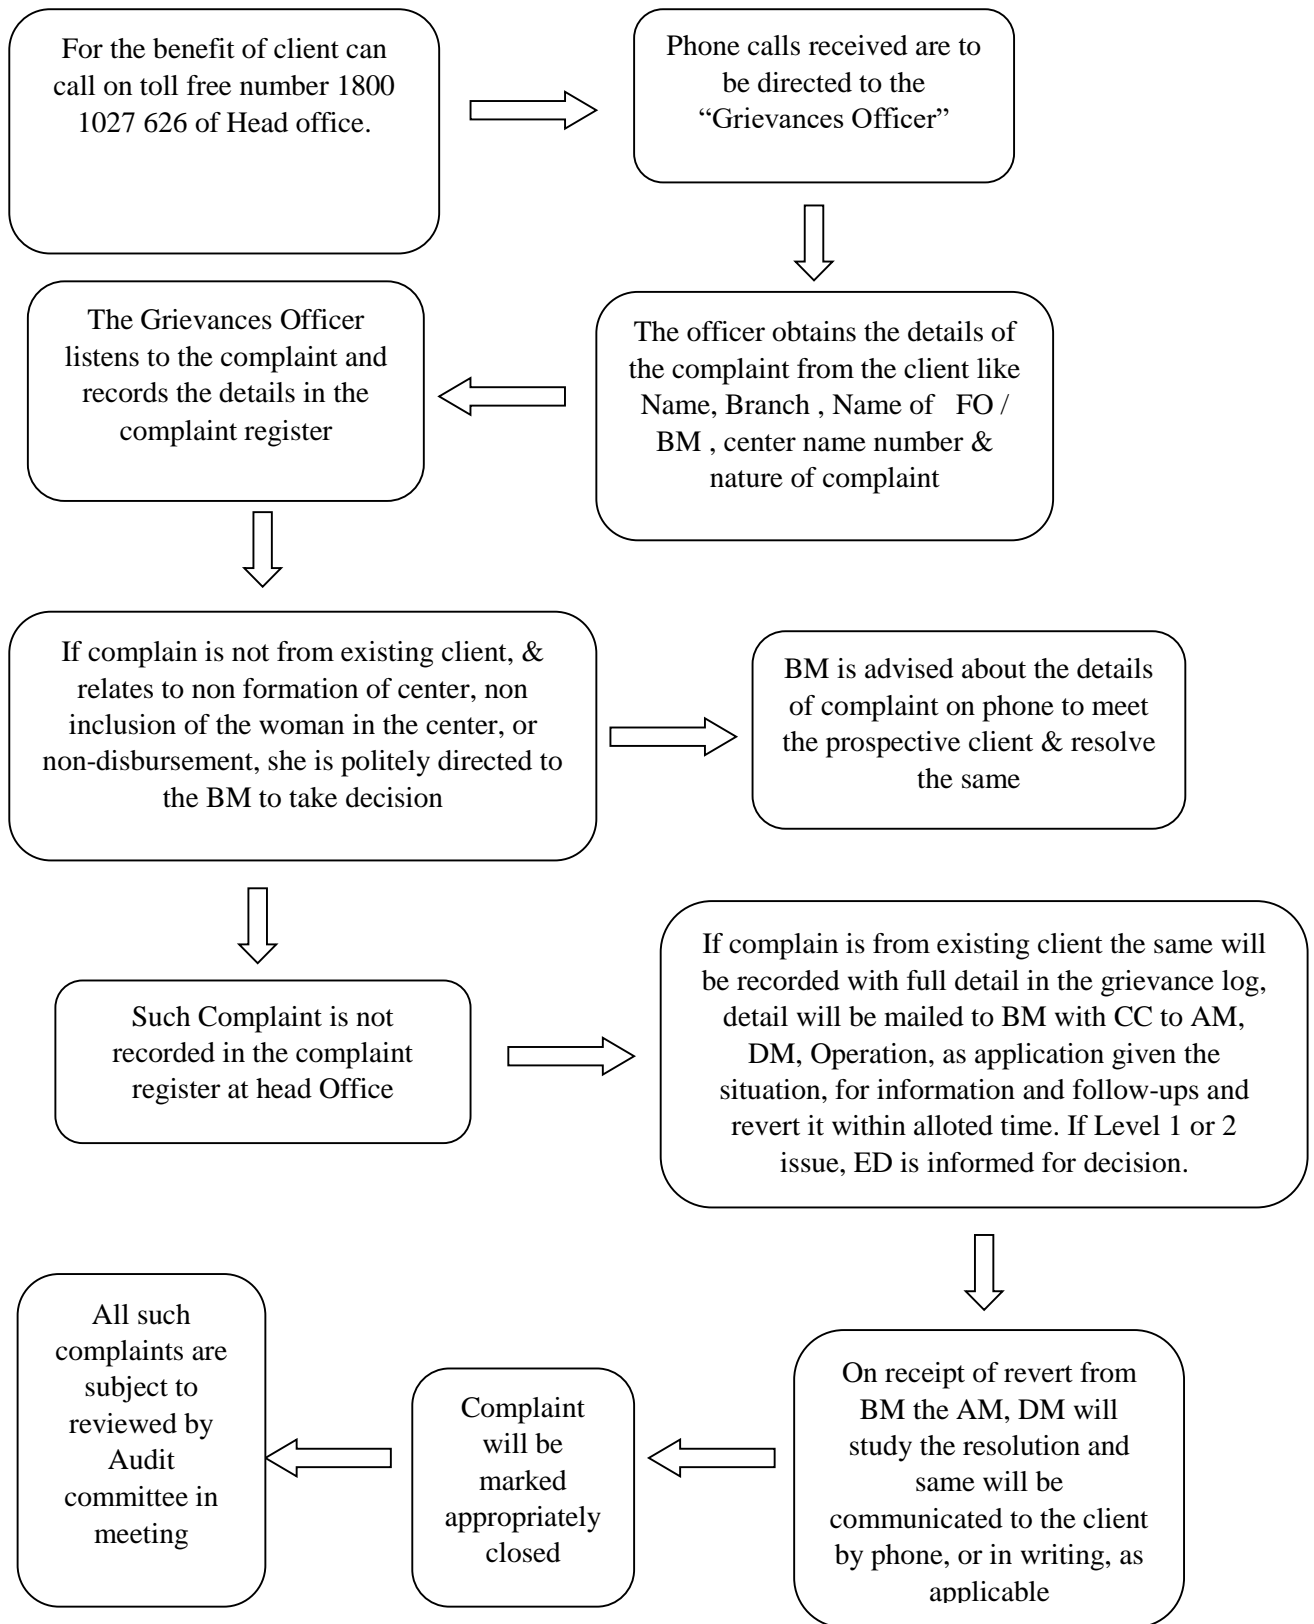 For the benefit of client can
call on toll free number 1800
1027 626 of Head office.
Phone calls received are to
be directed to the
“Grievances Officer”
The officer obtains the details of
the complaint from the client like
Name, Branch , Name of FO /
BM , center name number &
nature of complaint
The Grievances Officer
listens to the complaint and
records the details in the
complaint register
If complain is not from existing client, &
relates to non formation of center, non
inclusion of the woman in the center, or
non-disbursement, she is politely directed to
the BM to take decision
BM is advised about the details
of complaint on phone to meet
the prospective client & resolve
the same
Such Complaint is not
recorded in the complaint
register at head Office
If complain is from existing client the same will
be recorded with full detail in the grievance log,
detail will be mailed to BM with CC to AM,
DM, Operation, as application given the
situation, for information and follow-ups and
revert it within alloted time. If Level 1 or 2
issue, ED is informed for decision.
On receipt of revert from
BM the AM, DM will
study the resolution and
same will be
communicated to the client
by phone, or in writing, as
applicable
Complaint
will be
marked
appropriately
closed
All such
complaints are
subject to
reviewed by
Audit
committee in
meeting